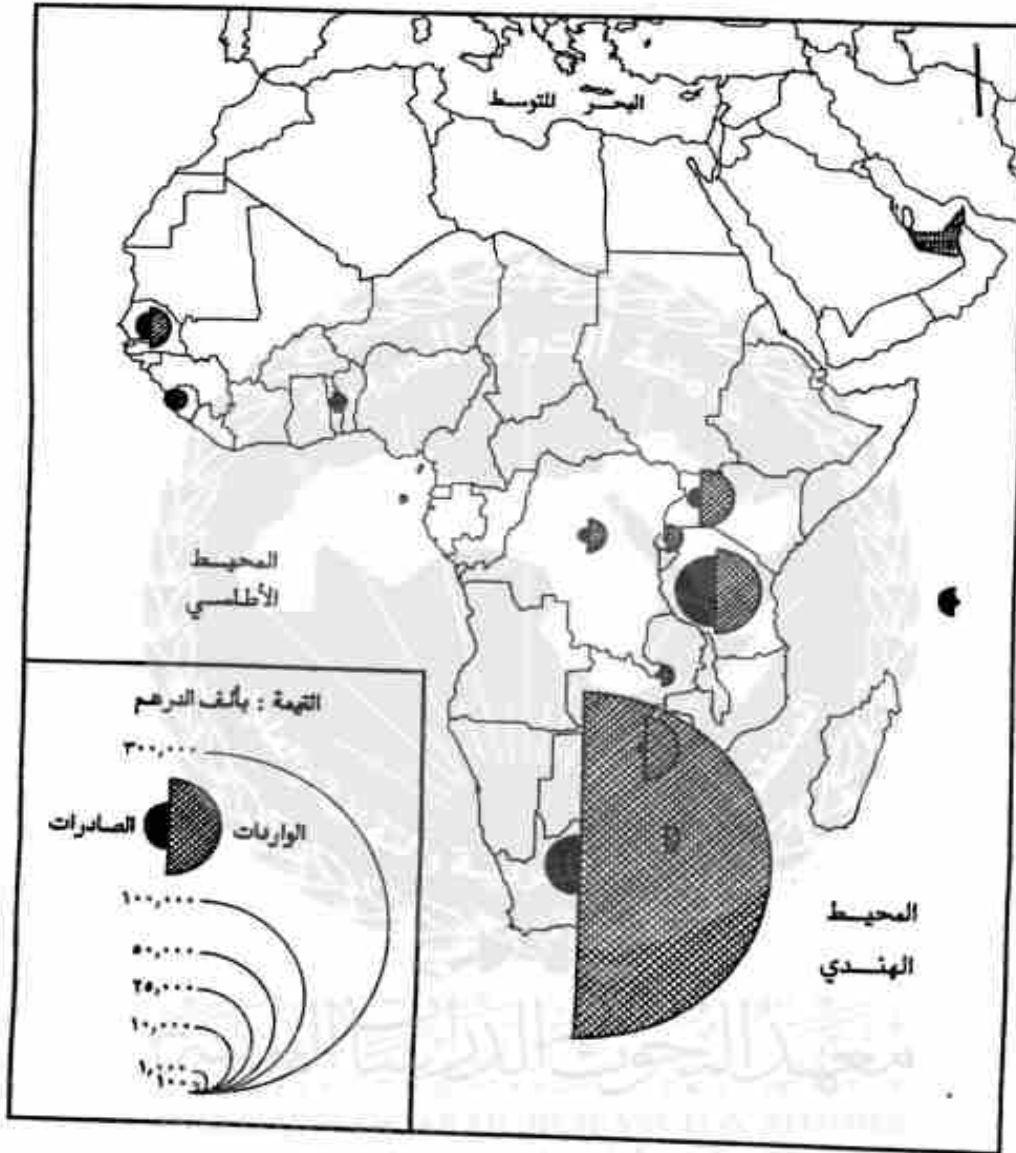 البحر للتوسط
المحيط
الأطلسي
القيمة : بألف الدرهم
٣٠٠,٠٠٠
الصادرات
الواردات
١٠٠,٠٠٠
٥٠,٠٠٠
٢٥,٠٠٠
١٠,٠٠٠
١,٠٠٠
١٠٠
المحيط
الهندي